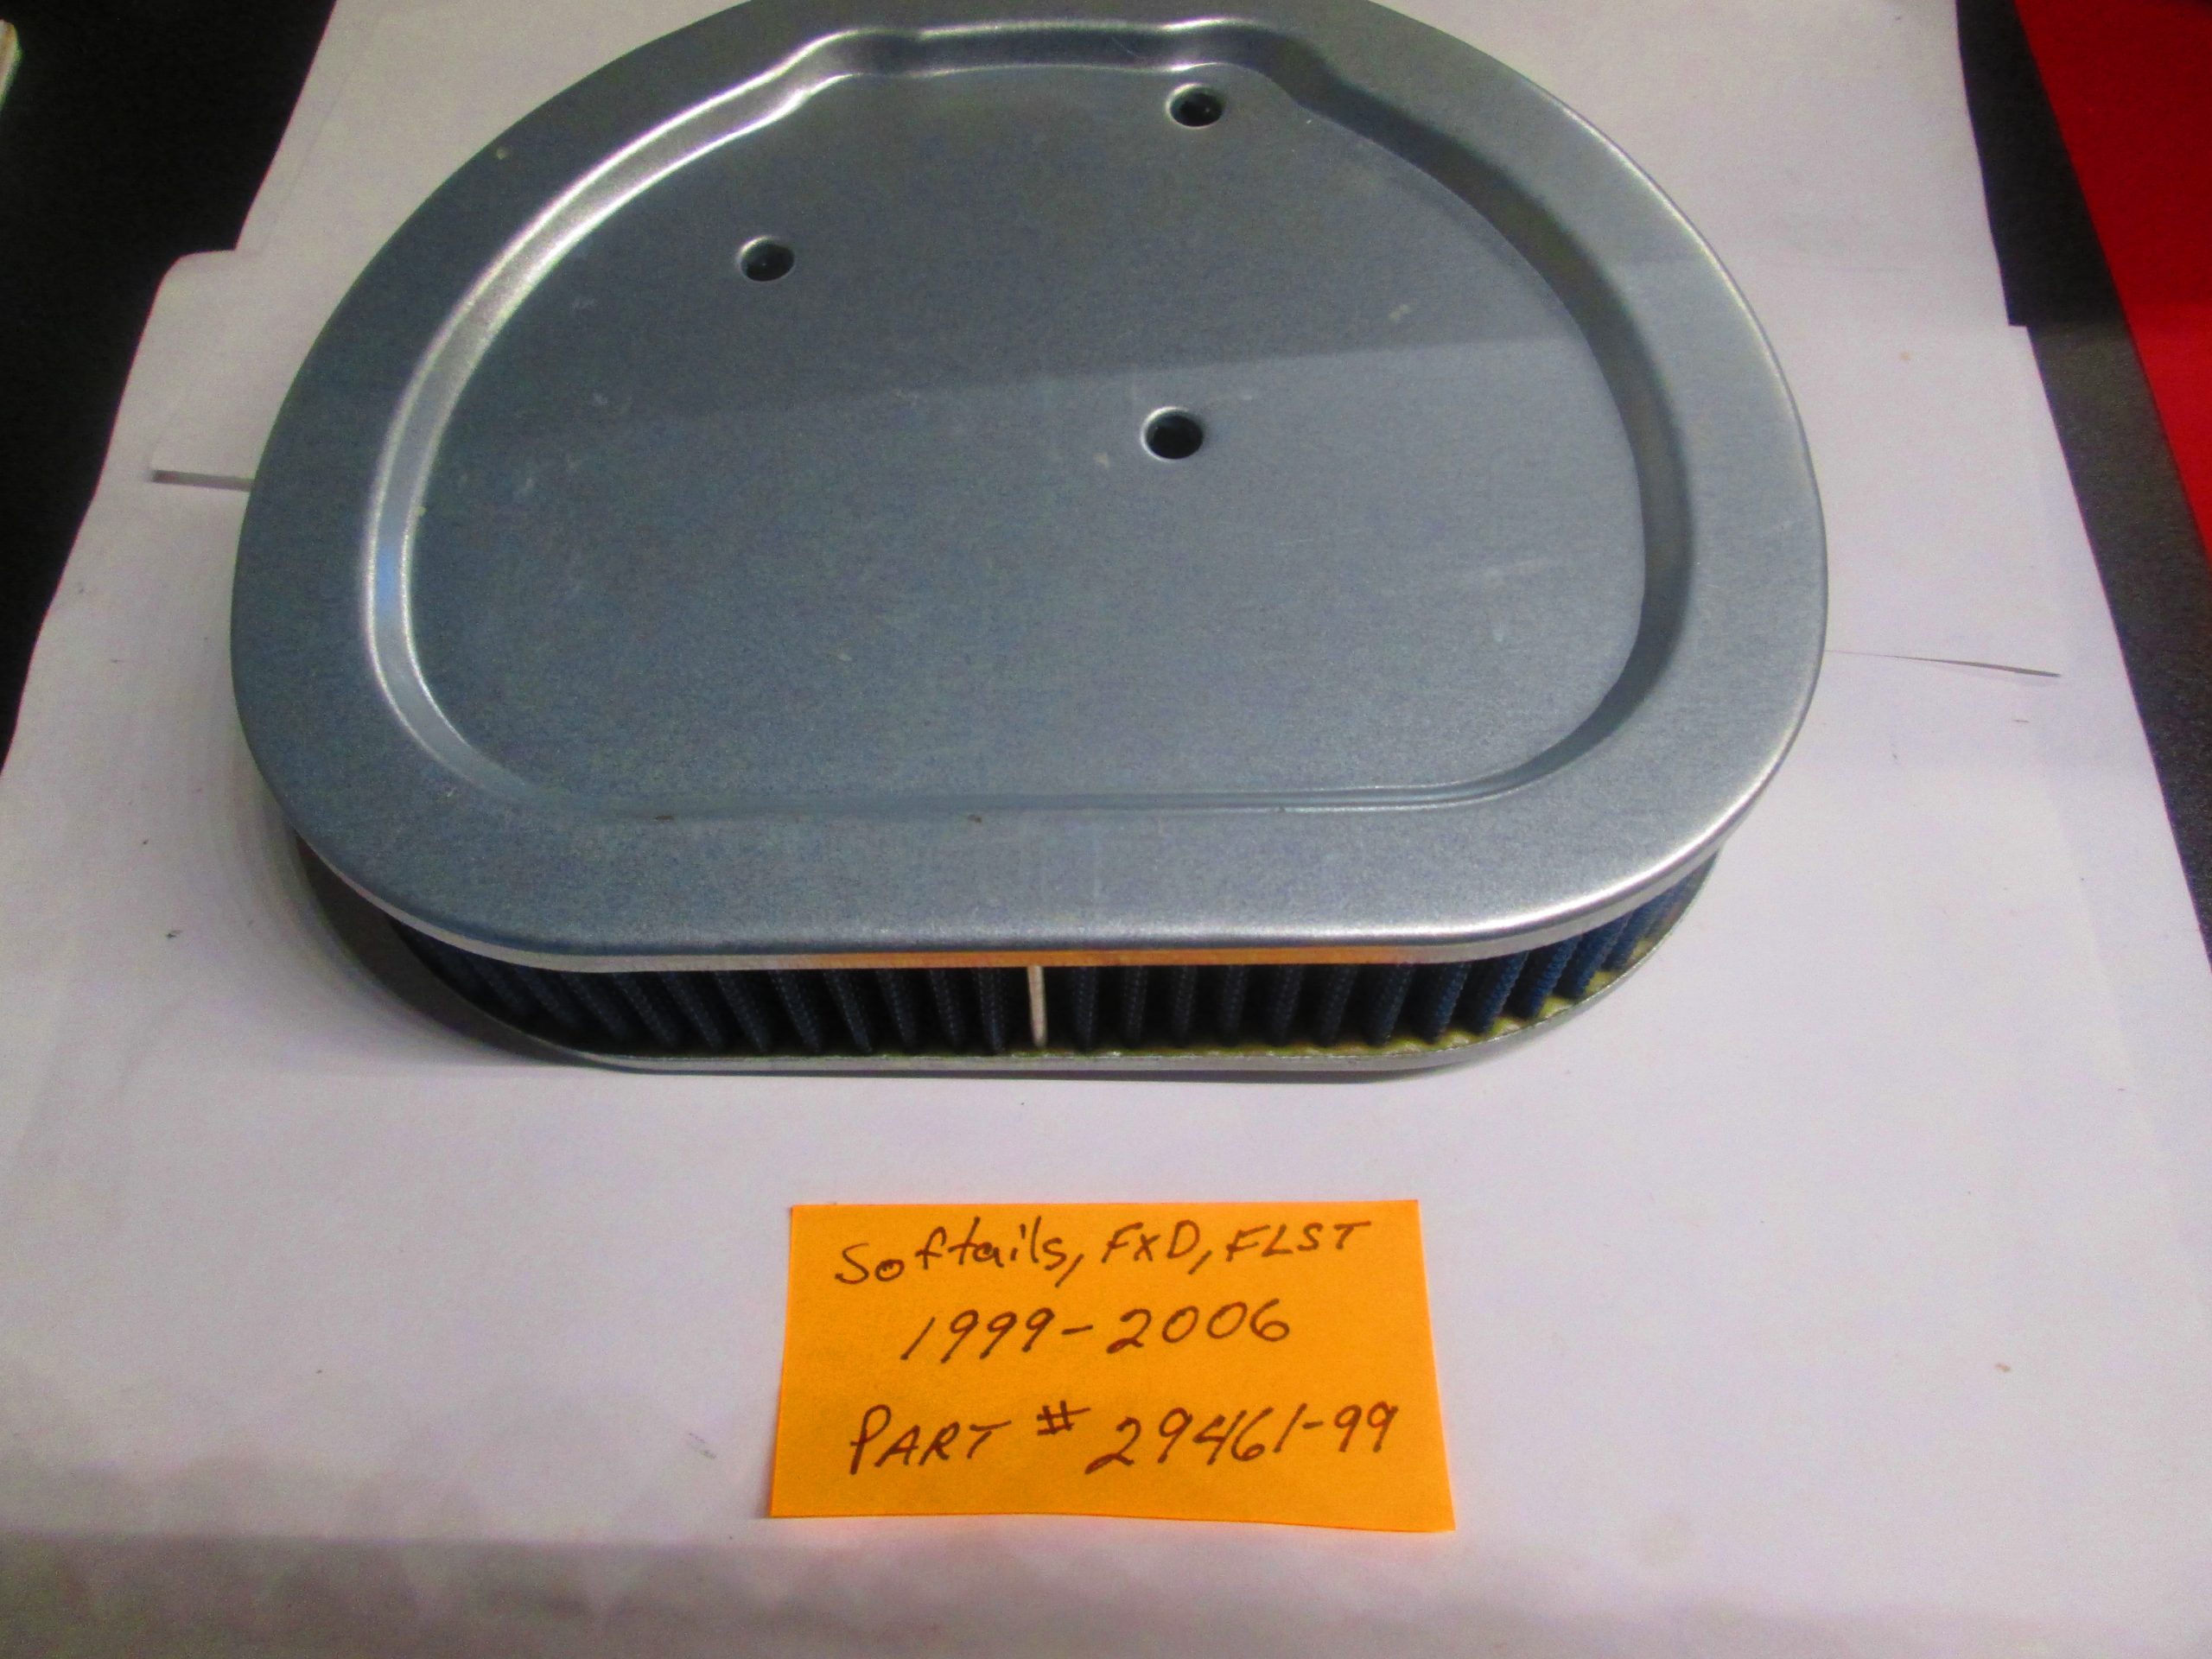 Softails, FXD, FLST
1999-2006
PART # 29461-99